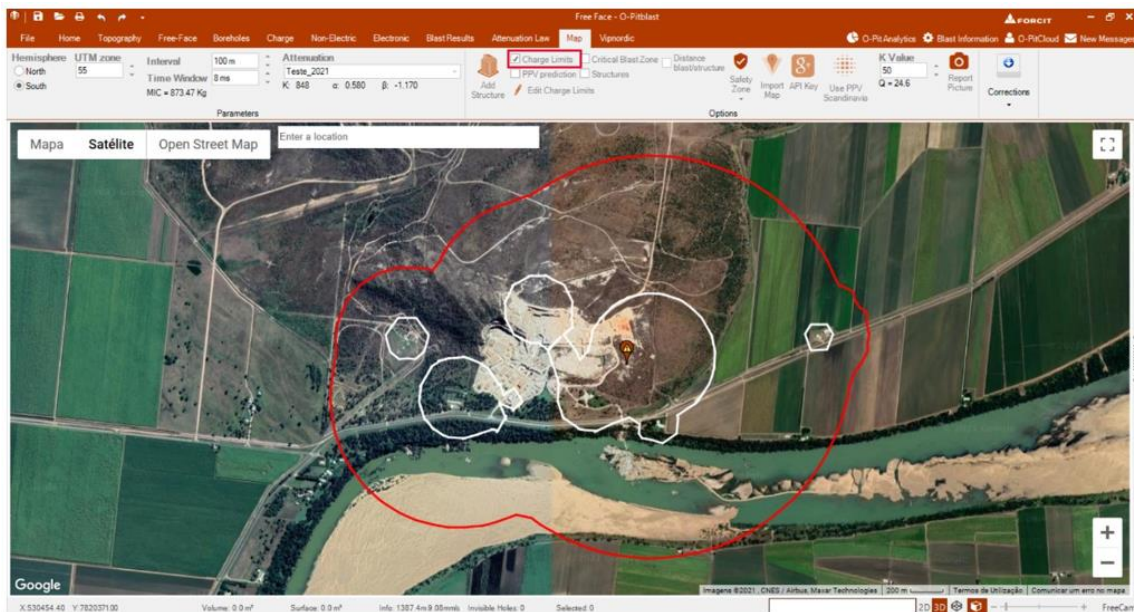 Free Face - O-Pitblast
FORCIT
File Home Topography Free-Face Boreholes Charge Non-Electric Electronic Blast Results Attenuation Law Map Vipnordic
O-PitAnalytics Blast Information O-PitCloud New Messages
Hemisphere UTM zone Interval 100 m Attenuation
North 55 Teste_2021
South Time Window 8 ms K: 848 α: 0.580 β: -1.170
MIC = 873.47 Kg
Parameters
Add Structure
Charge Limits Critical Blast Zone Distance blast/structure
PPV prediction Structures
Edit Charge Limits
Safety Zone
Import Map
API Key
Use PPV Scandinavia
K Value
50
Q = 24.6
Report Picture
Corrections
Options
Mapa Satélite Open Street Map
Enter a location
Google
Imagens ©2021 , CNES / Airbus, Maxar Technologies 200 m Termos de Utilização Comunicar um erro no mapa
Volume: 0.0 m³ Surface: 0.0 m² Invisible Holes: 0 Selected: 0
2D 3D